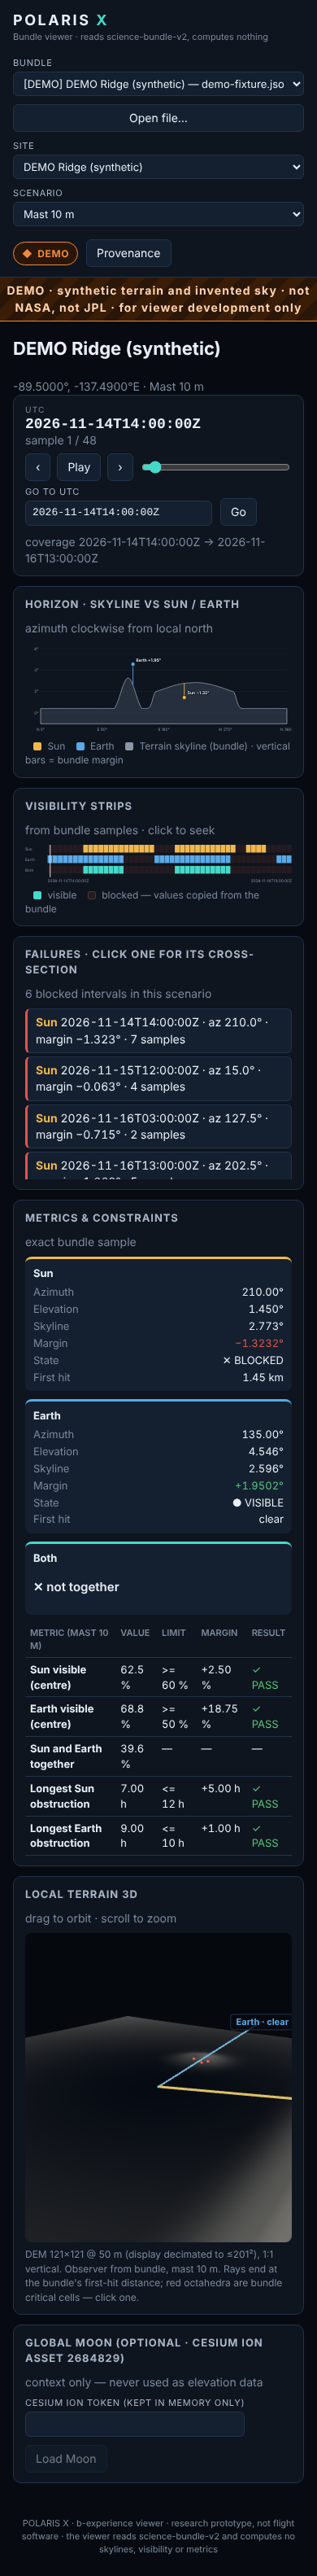 POLARIS X
Bundle viewer · reads science-bundle-v2, computes nothing
BUNDLE
[DEMO] DEMO Ridge (synthetic) — demo-fixture.jso
Open file…
SITE
DEMO Ridge (synthetic)
SCENARIO
Mast 10 m
◆ DEMO
Provenance
DEMO · synthetic terrain and invented sky · not
NASA, not JPL · for viewer development only
DEMO Ridge (synthetic)
-89.5000°, -137.4900°E · Mast 10 m
UTC
2026-11-14T14:00:00Z
sample 1 / 48
‹ Play ›
GO TO UTC
2026-11-14T14:00:00Z Go
coverage 2026-11-14T14:00:00Z → 2026-11-
16T13:00:00Z
HORIZON · SKYLINE VS SUN / EARTH
azimuth clockwise from local north
Earth +1.95°
Sun −1.32°
Sun Earth Terrain skyline (bundle) · vertical
bars = bundle margin
VISIBILITY STRIPS
from bundle samples · click to seek
Sun
Earth
Both
2026-11-14T14:00:00Z 2026-11-16T13:00:00Z
visible blocked — values copied from the
bundle
FAILURES · CLICK ONE FOR ITS CROSS-
SECTION
6 blocked intervals in this scenario
Sun 2026-11-14T14:00:00Z · az 210.0° ·
margin −1.323° · 7 samples
Sun 2026-11-15T12:00:00Z · az 15.0° ·
margin −0.063° · 4 samples
Sun 2026-11-16T03:00:00Z · az 127.5° ·
margin −0.715° · 2 samples
Sun 2026-11-16T13:00:00Z · az 202.5° ·
METRICS & CONSTRAINTS
exact bundle sample
Sun
Azimuth 210.00°
Elevation 1.450°
Skyline 2.773°
Margin −1.3232°
State ✕ BLOCKED
First hit 1.45 km
Earth
Azimuth 135.00°
Elevation 4.546°
Skyline 2.596°
Margin +1.9502°
State ● VISIBLE
First hit clear
Both
✕ not together
METRIC (MAST 10 VALUE LIMIT MARGIN RESULT
M)
Sun visible 62.5 >= +2.50 ✓
(centre) % 60 % % PASS
Earth visible 68.8 >= +18.75 ✓
(centre) % 50 % % PASS
Sun and Earth 39.6 — — —
together %
Longest Sun 7.00 <= +5.00 h ✓
obstruction h 12 h PASS
Longest Earth 9.00 <= +1.00 h ✓
obstruction h 10 h PASS
LOCAL TERRAIN 3D
drag to orbit · scroll to zoom
Earth · clear
DEM 121×121 @ 50 m (display decimated to ≤201²), 1:1
vertical. Observer from bundle, mast 10 m. Rays end at
the bundle's first-hit distance; red octahedra are bundle
critical cells — click one.
GLOBAL MOON (OPTIONAL · CESIUM ION
ASSET 2684829)
context only — never used as elevation data
CESIUM ION TOKEN (KEPT IN MEMORY ONLY)
Load Moon
POLARIS X · b-experience viewer · research prototype, not flight
software · the viewer reads science-bundle-v2 and computes no
skylines, visibility or metrics